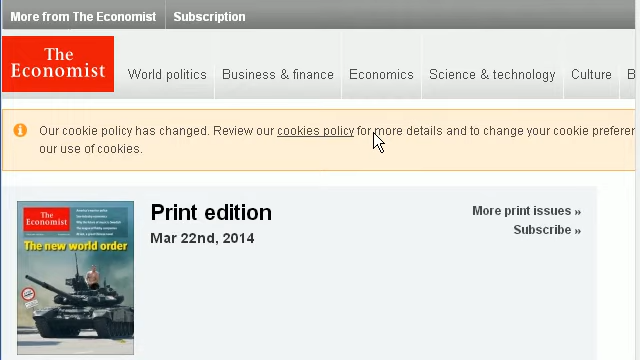 More from The Economist
Subscription
The
Economist
World politics
Business & finance
Economics
Science & technology
Culture
B
Our cookie policy has changed. Review our cookies policy for more details and to change your cookie preferen
our use of cookies.
Print edition
Mar 22nd, 2014
More print issues »
Subscribe »
The
Economist
The new world order